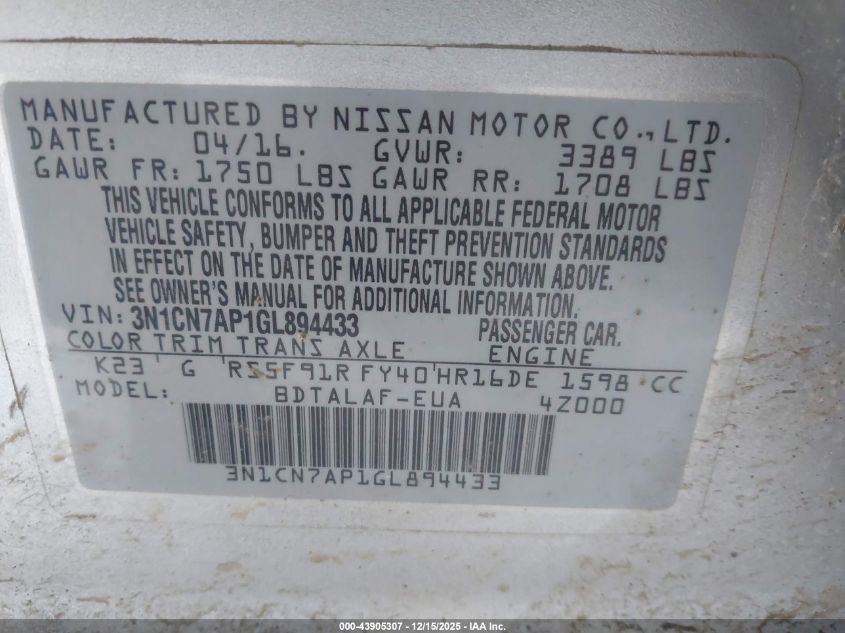 MANUFACTURED BY NISSAN MOTOR CO., LTD.
DATE: 04/16. GVWR: 3389 LBS
GAWR FR: 1750 LBS GAWR RR: 1708 LBS
THIS VEHICLE CONFORMS TO ALL APPLICABLE FEDERAL MOTOR
VEHICLE SAFETY, BUMPER AND THEFT PREVENTION STANDARDS
IN EFFECT ON THE DATE OF MANUFACTURE SHOWN ABOVE.
SEE OWNER'S MANUAL FOR ADDITIONAL INFORMATION.
VIN: 3N1CN7AP1GL894433 PASSENGER CAR.
COLOR TRIM TRANS AXLE ENGINE
K23 ' G 'RS5F91R FY40'HR16DE 1598 CC
MODEL: BDTALAF-EUA 4Z000
3N1CN7AP1GL894433
000-43905307 - 12/15/2025 - IAA Inc.